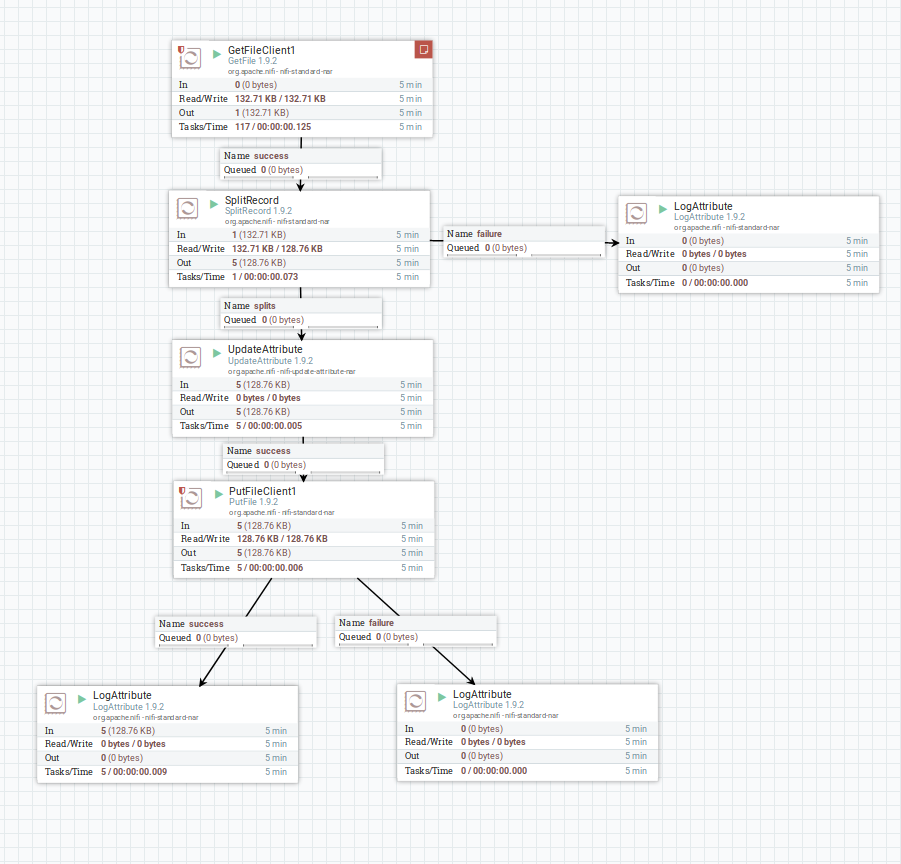 GetFileClient1
GetFile 1.9.2
org.apache.nifi - nifi-standard-nar
In 0 (0 bytes) 5 min
Read/Write 132.71 KB / 132.71 KB 5 min
Out 1 (132.71 KB) 5 min
Tasks/Time 117 / 00:00:00.125 5 min
Name success
Queued 0 (0 bytes)
SplitRecord
SplitRecord 1.9.2
org.apache.nifi - nifi-standard-nar
In 1 (132.71 KB) 5 min
Read/Write 132.71 KB / 128.76 KB 5 min
Out 5 (128.76 KB) 5 min
Tasks/Time 1 / 00:00:00.073 5 min
Name failure
Queued 0 (0 bytes)
LogAttribute
LogAttribute 1.9.2
org.apache.nifi - nifi-standard-nar
In 0 (0 bytes) 5 min
Read/Write 0 bytes / 0 bytes 5 min
Out 0 (0 bytes) 5 min
Tasks/Time 0 / 00:00:00.000 5 min
Name splits
Queued 0 (0 bytes)
UpdateAttribute
UpdateAttribute 1.9.2
org.apache.nifi - nifi-update-attribute-nar
In 5 (128.76 KB) 5 min
Read/Write 0 bytes / 0 bytes 5 min
Out 5 (128.76 KB) 5 min
Tasks/Time 5 / 00:00:00.005 5 min
Name success
Queued 0 (0 bytes)
PutFileClient1
PutFile 1.9.2
org.apache.nifi - nifi-standard-nar
In 5 (128.76 KB) 5 min
Read/Write 128.76 KB / 128.76 KB 5 min
Out 5 (128.76 KB) 5 min
Tasks/Time 5 / 00:00:00.006 5 min
Name success
Queued 0 (0 bytes)
Name failure
Queued 0 (0 bytes)
LogAttribute
LogAttribute 1.9.2
org.apache.nifi - nifi-standard-nar
In 5 (128.76 KB) 5 min
Read/Write 0 bytes / 0 bytes 5 min
Out 0 (0 bytes) 5 min
Tasks/Time 5 / 00:00:00.009 5 min
LogAttribute
LogAttribute 1.9.2
org.apache.nifi - nifi-standard-nar
In 0 (0 bytes) 5 min
Read/Write 0 bytes / 0 bytes 5 min
Out 0 (0 bytes) 5 min
Tasks/Time 0 / 00:00:00.000 5 min